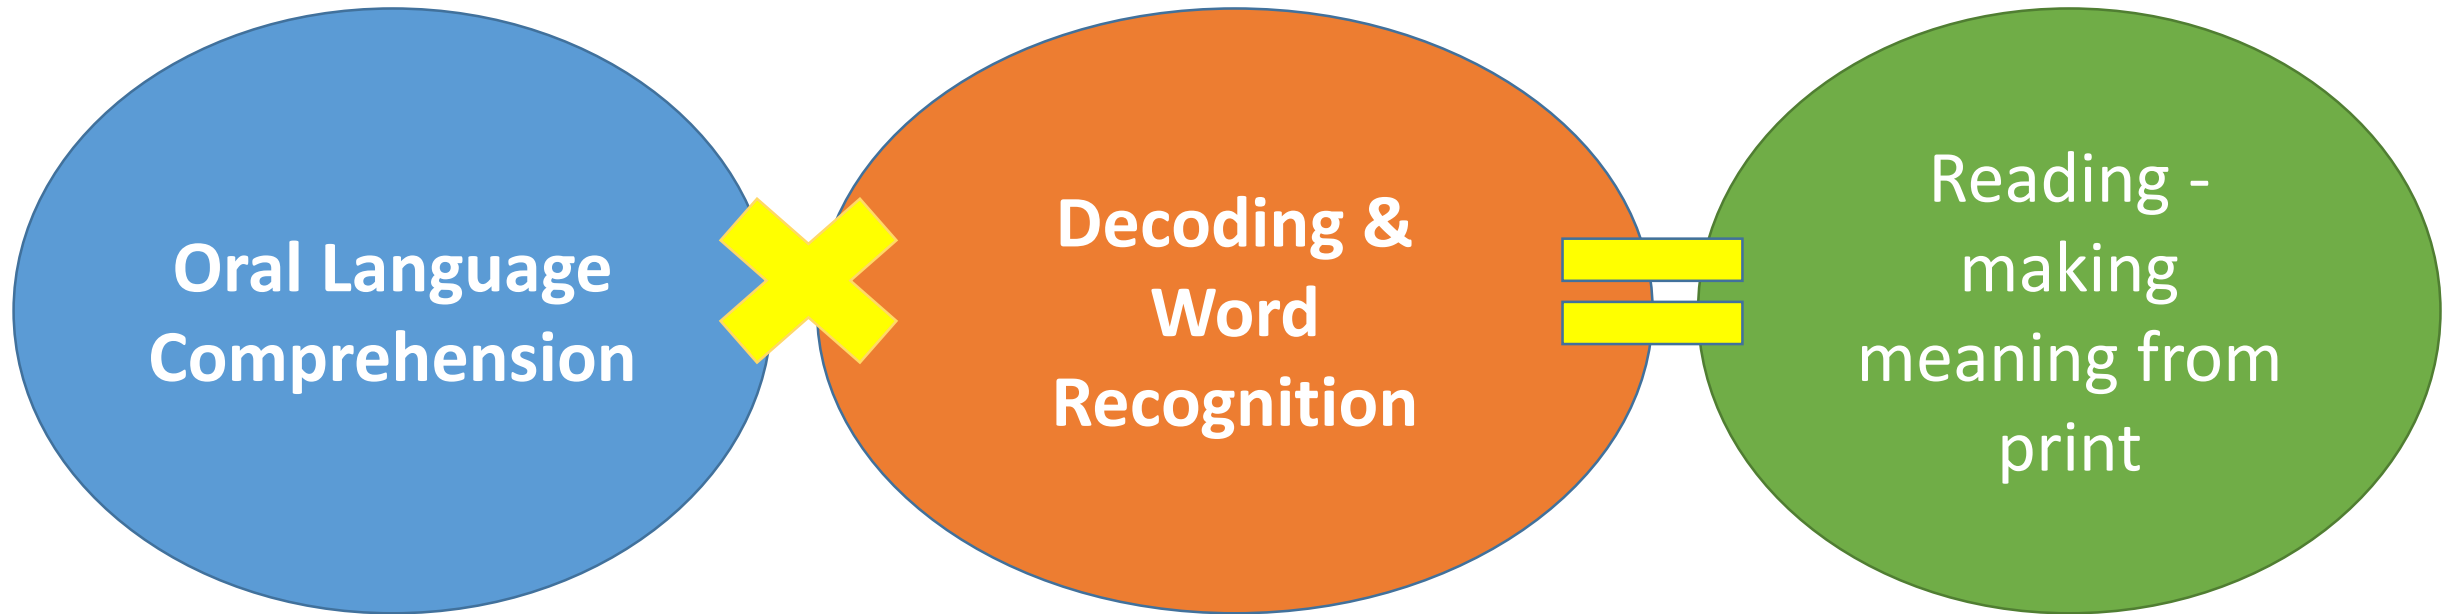 Oral Language
Comprehension
Decoding &
Word
Recognition
Reading -
making
meaning from
print